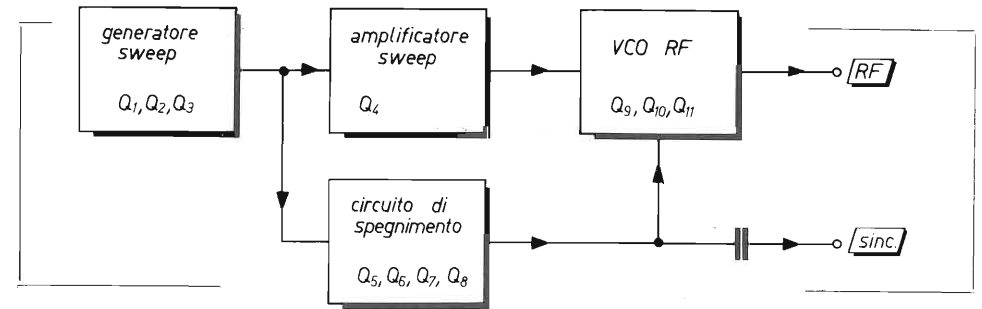 generatore
sweep
Q1, Q2, Q3
amplificatore
sweep
Q4
VCO RF
Q9, Q10, Q11
RF
circuito di
spegnimento
Q5, Q6, Q7, Q8
sinc.